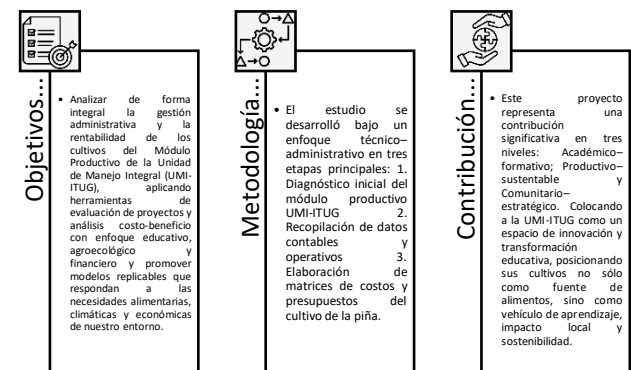 Objetivos...
• Analizar de forma
integral la gestión
administrativa y la
rentabilidad de los
cultivos del Módulo
Productivo de la Unidad
de Manejo Integral (UMI-
ITUG), aplicando
herramientas de
evaluación de proyectos y
análisis costo-beneficio
con enfoque educativo,
agroecológico y
financiero y promover
modelos replicables que
respondan a las
necesidades alimentarias,
climáticas y económicas
de nuestro entorno.
Metodología...
• El estudio se
desarrolló bajo un
enfoque técnico–
administrativo en tres
etapas principales: 1.
Diagnóstico inicial del
módulo productivo
UMI-ITUG 2.
Recopilación de datos
contables y
operativos 3.
Elaboración de
matrices de costos y
presupuestos del
cultivo de la piña.
Contribución...
• Este proyecto
representa una
contribución
significativa en tres
niveles: Académico–
formativo; Productivo–
sustentable y
Comunitario–
estratégico. Colocando
a la UMI-ITUG como un
espacio de innovación y
transformación
educativa, posicionando
sus cultivos no sólo
como fuente de
alimentos, sino como
vehículo de aprendizaje,
impacto local y
sostenibilidad.